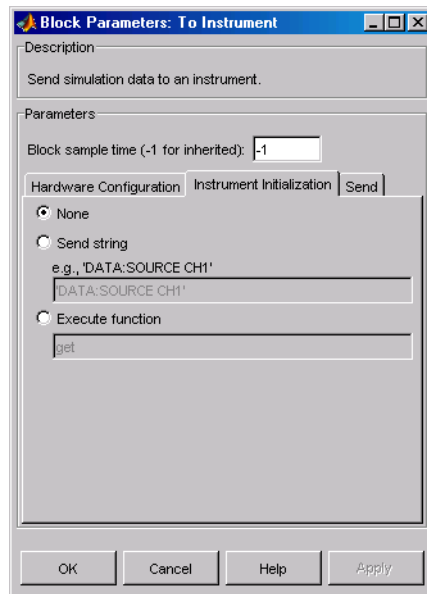 Block Parameters: To Instrument
Description
Send simulation data to an instrument.
Parameters
Block sample time (-1 for inherited): -1
Hardware Configuration Instrument Initialization Send
None
Send string
e.g., 'DATA:SOURCE CH1'
'DATA:SOURCE CH1'
Execute function
get
OK Cancel Help Apply